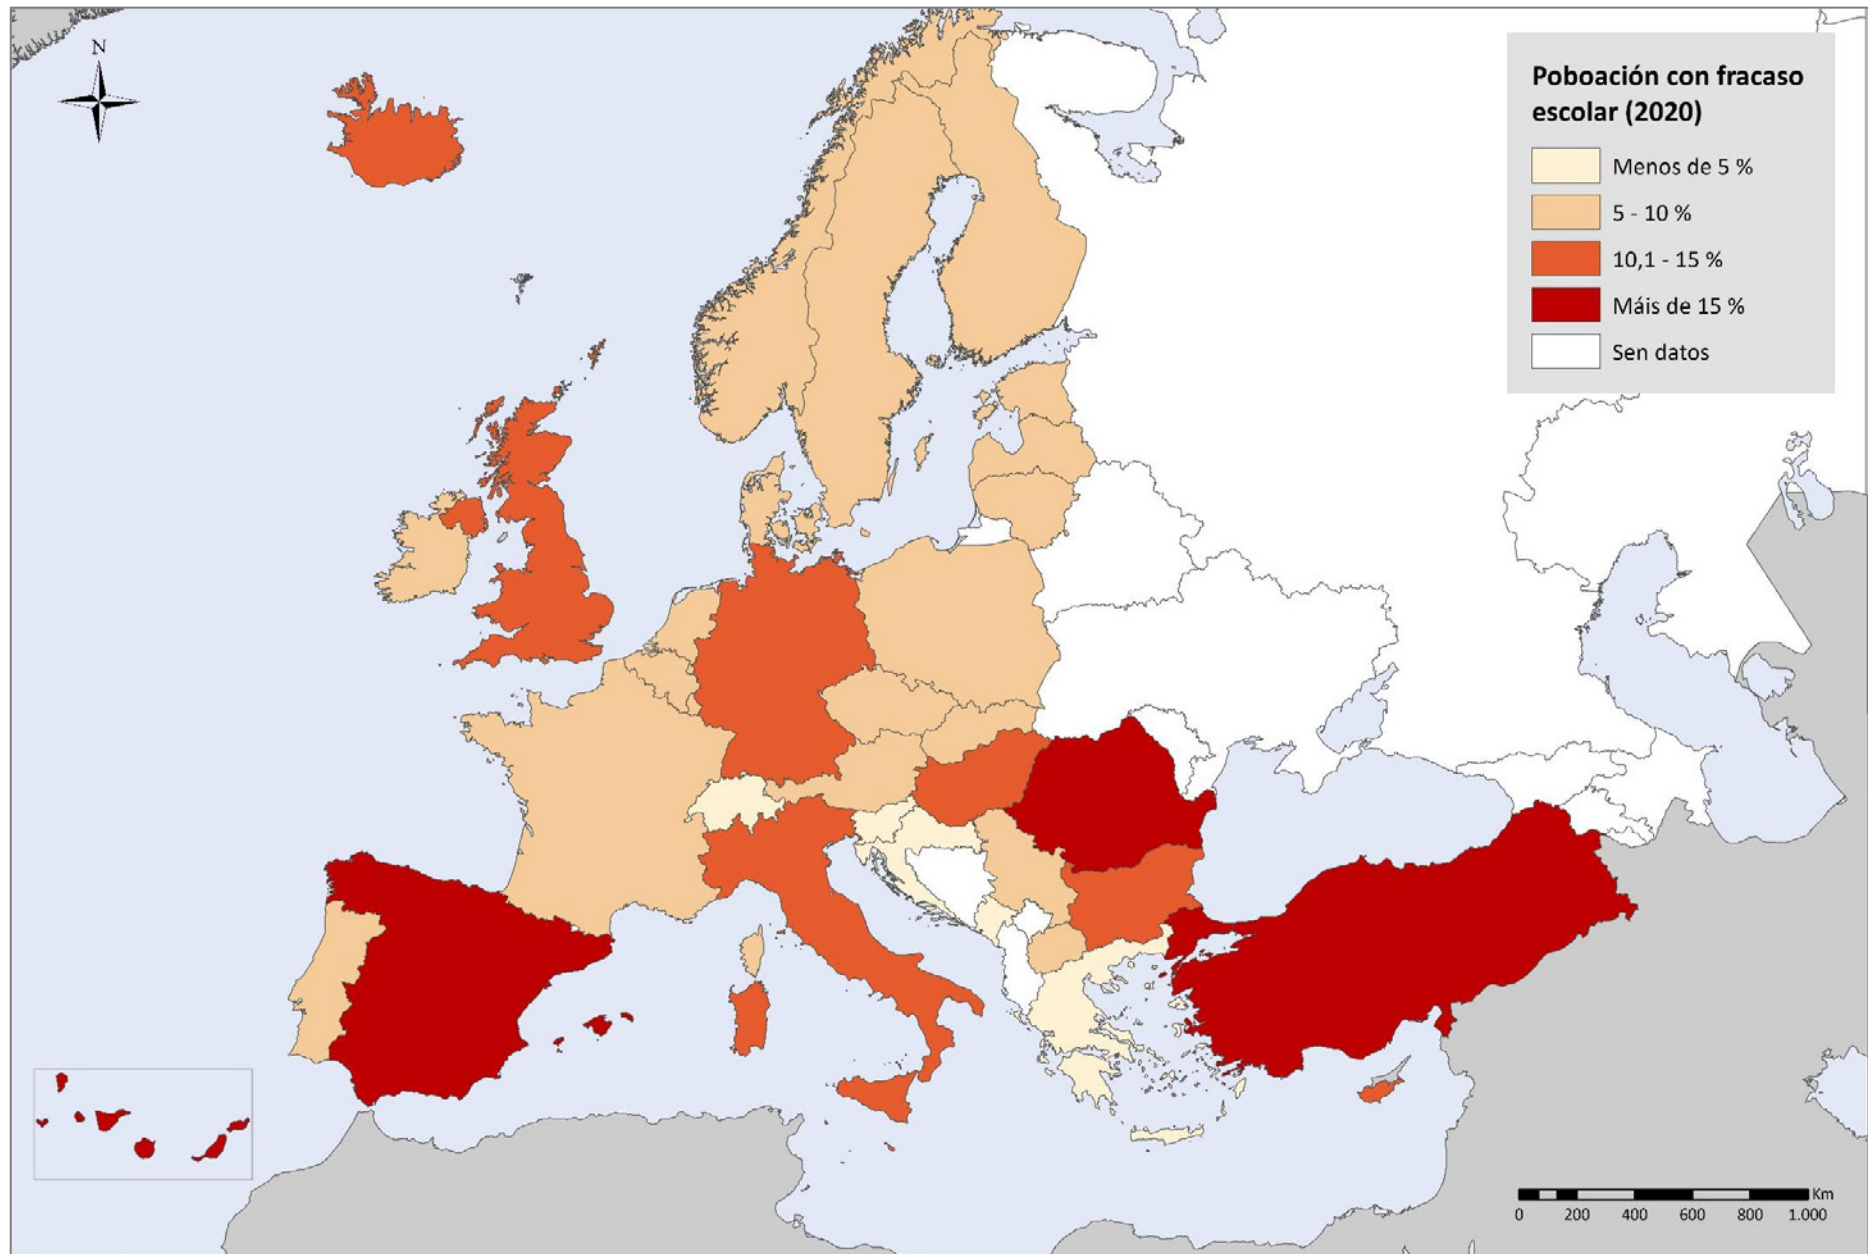 N
Poboación con fracaso
escolar (2020)
Menos de 5 %
5 - 10 %
10,1 - 15 %
Máis de 15 %
Sen datos
Km
0 200 400 600 800 1.000